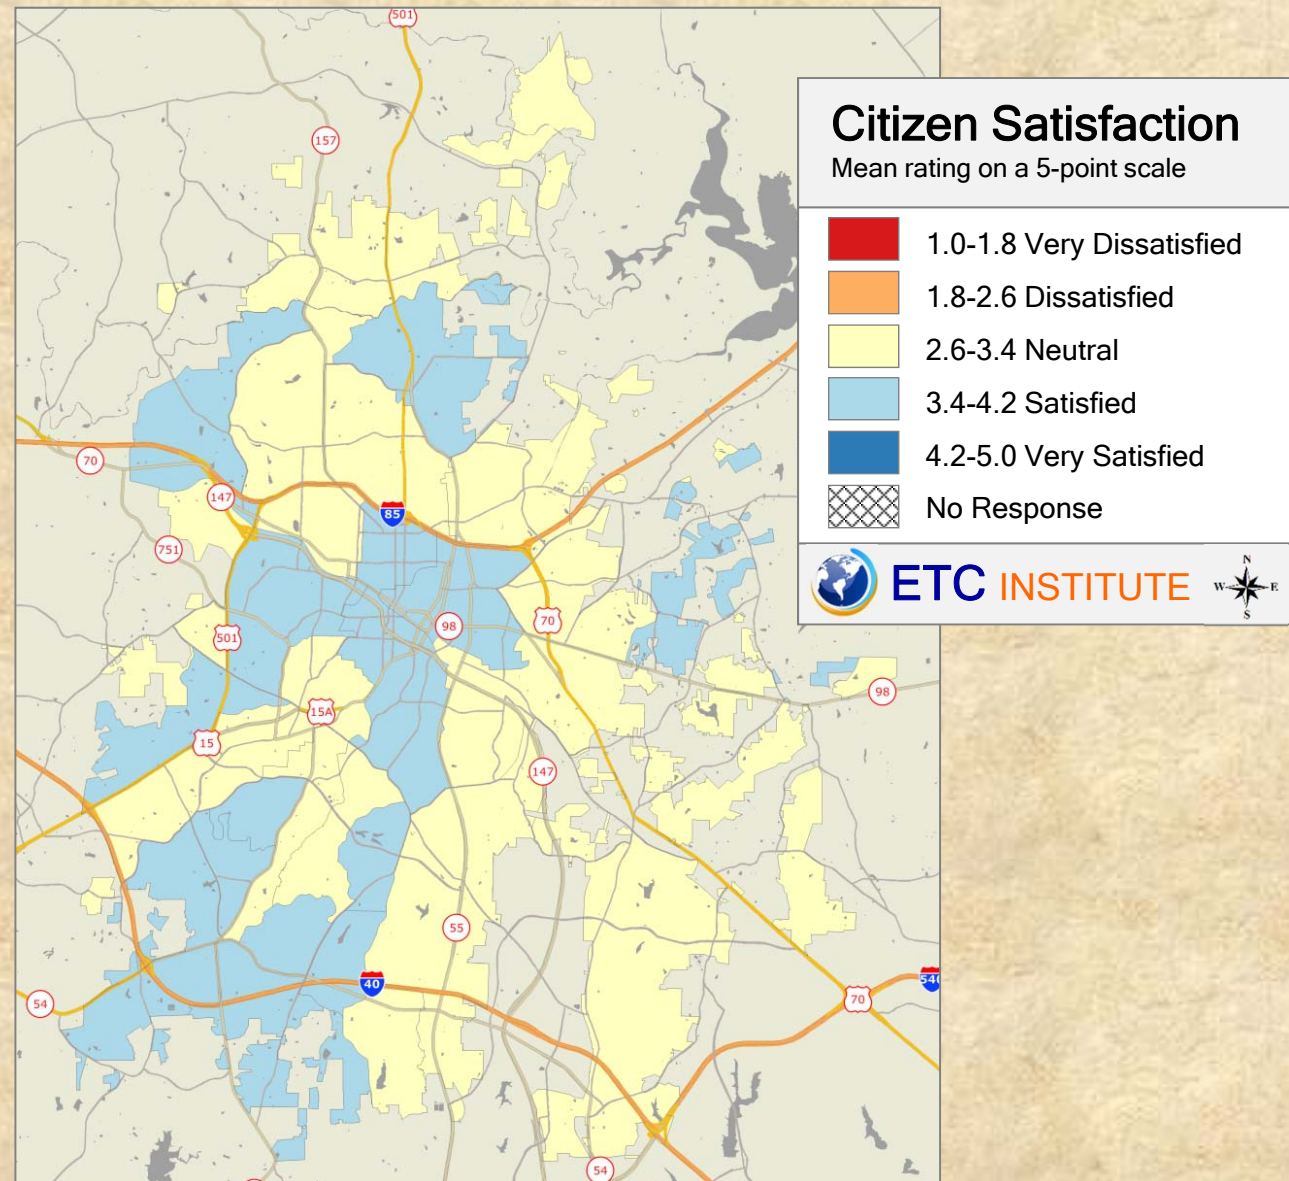 Citizen Satisfaction
Mean rating on a 5-point scale
1.0-1.8 Very Dissatisfied
1.8-2.6 Dissatisfied
2.6-3.4 Neutral
3.4-4.2 Satisfied
4.2-5.0 Very Satisfied
No Response
ETC INSTITUTE
N
W E
S
501
157
70
147
85
751
501
98
70
98
15A
15
147
55
40
540
70
54
54